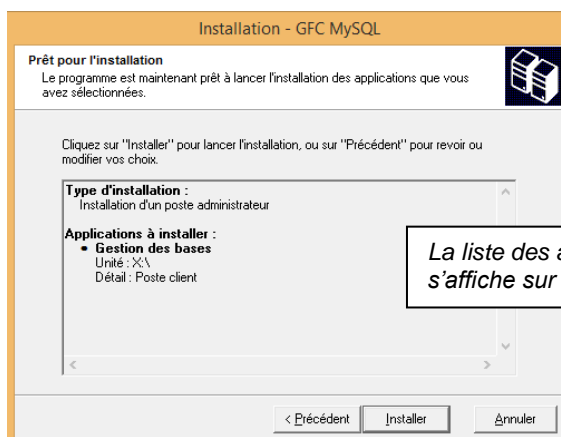 Installation - GFC MySQL
Prêt pour l'installation
Le programme est maintenant prêt à lancer l'installation des applications que vous
avez sélectionnées.
Cliquez sur "Installer" pour lancer l'installation, ou sur "Précédent" pour revoir ou
modifier vos choix.
Type d'installation :
Installation d'un poste administrateur
Applications à installer :
• Gestion des bases
Unité : X:\
Détail : Poste client
La liste des
s'affiche sur
< Précédent
Installer
Annuler